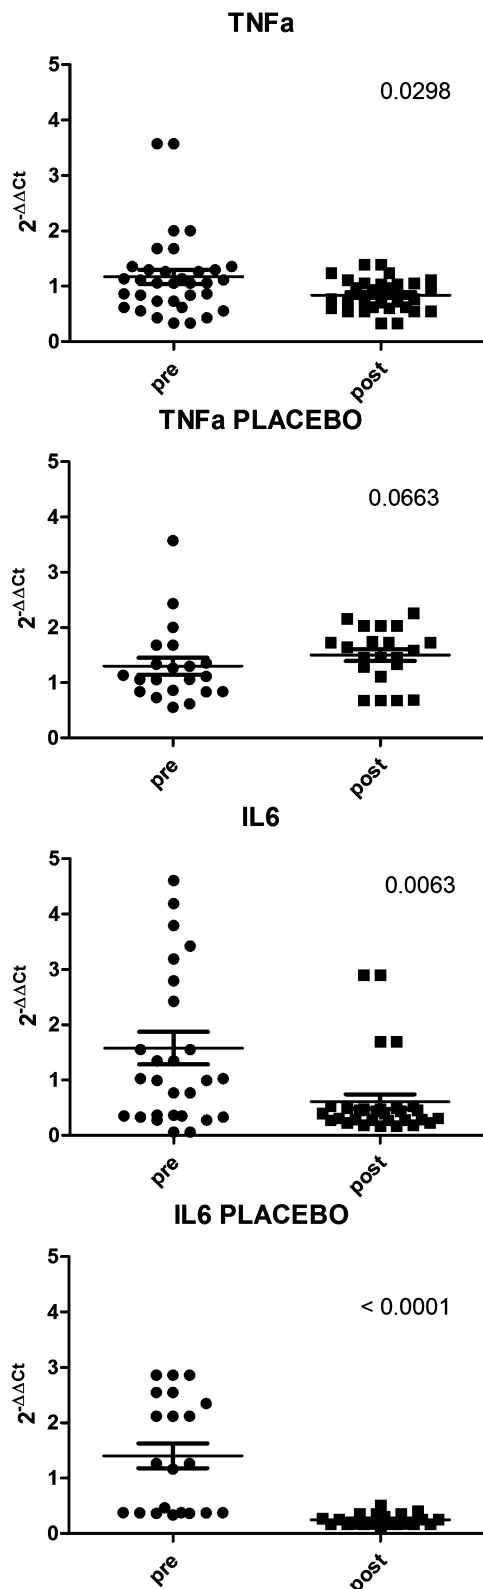 TNFa
0.0298
5
4
3
2
1
0
2-ΔΔCt
pre
post
TNFa PLACEBO
0.0663
5
4
3
2
1
0
2-ΔΔCt
pre
post
IL6
0.0063
5
4
3
2
1
0
2-ΔΔCt
pre
post
IL6 PLACEBO
< 0.0001
5
4
3
2
1
0
2-ΔΔCt
pre
post